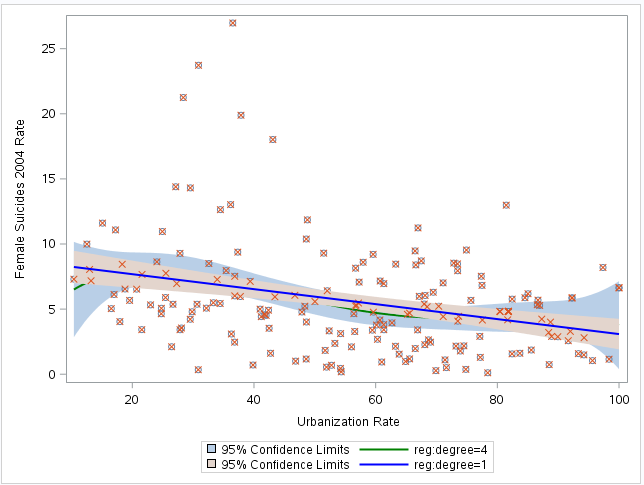 Female Suicides 2004 Rate
25
20
15
10
5
0
20 40 60 80 100
Urbanization Rate
95% Confidence Limits reg:degree=4
95% Confidence Limits reg:degree=1